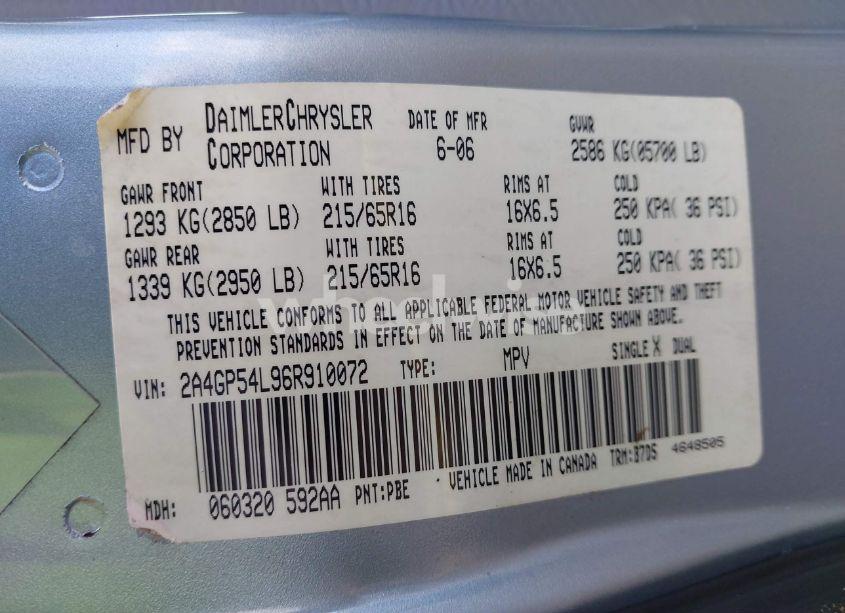 MFD BY DAIMLERCHRYSLER CORPORATION DATE OF MFR 6-06 GVWR 2586 KG(05700 LB)
GAWR FRONT WITH TIRES RIMS AT COLD
1293 KG(2850 LB) 215/65R16 16X6.5 250 KPA( 36 PSI)
GAWR REAR WITH TIRES RIMS AT COLD
1339 KG(2950 LB) 215/65R16 16X6.5 250 KPA( 36 PSI)
THIS VEHICLE CONFORMS TO ALL APPLICABLE FEDERAL MOTOR VEHICLE SAFETY AND THEFT
PREVENTION STANDARDS IN EFFECT ON THE DATE OF MANUFACTURE SHOWN ABOVE.
VIN: 2A4GP54L96R910072 TYPE: MPV SINGLE X DUAL
MDH: 060320 592AA PNT:PBE · VEHICLE MADE IN CANADA TRM:B7D5 4648505